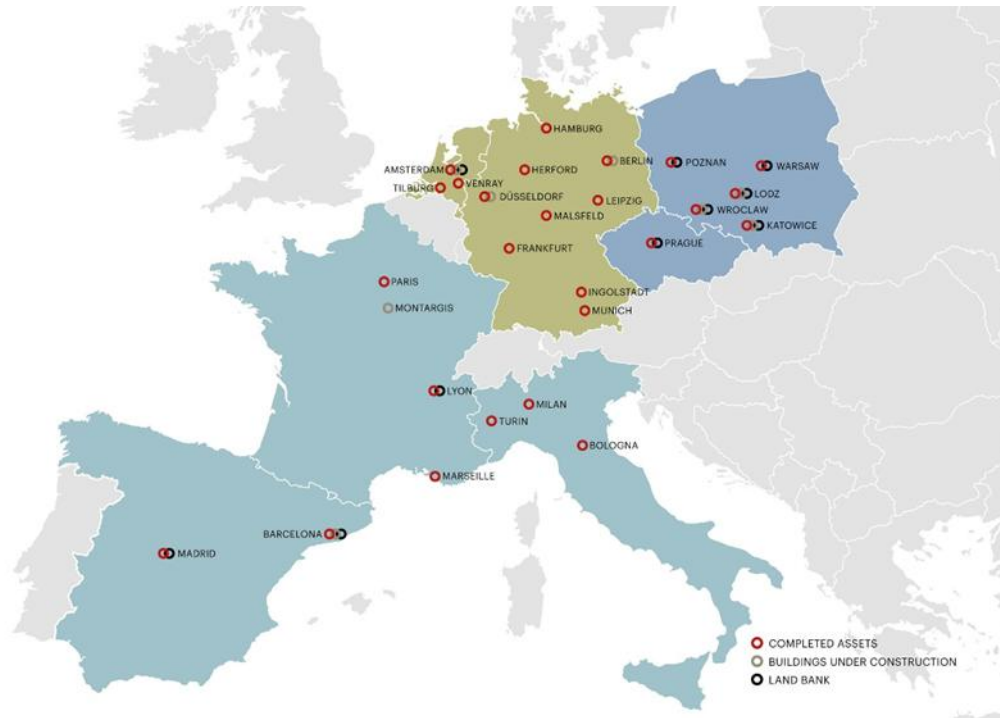 HAMBURG
AMSTERDAM
HERFORD
BERLIN
POZNAN
WARSAW
VENRAY
TILBURG
DÜSSELDORF
LEIPZIG
LODZ
WROCLAW
MALSFELD
KATOWICE
FRANKFURT
PRAGUE
PARIS
INGOLSTADT
MONTARGIS
MUNICH
LYON
MILAN
TURIN
BOLOGNA
MARSEILLE
BARCELONA
MADRID
COMPLETED ASSETS
BUILDINGS UNDER CONSTRUCTION
LAND BANK